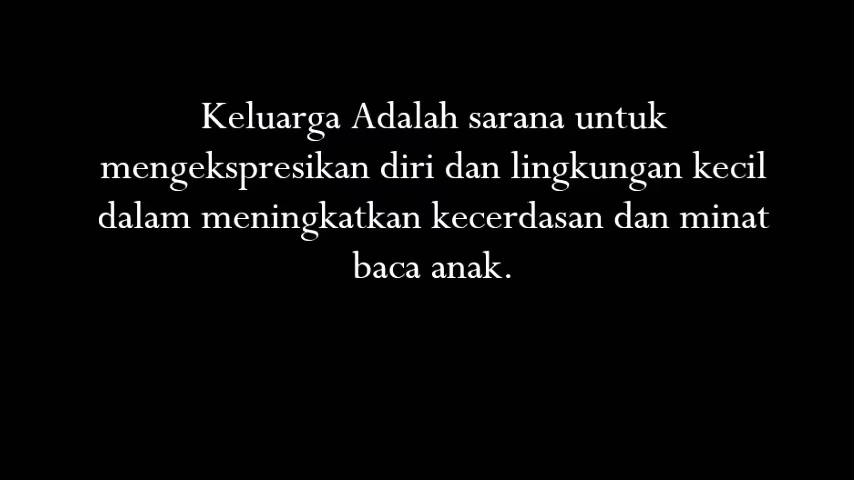 Keluarga Adalah sarana untuk
mengekspresikan diri dan lingkungan kecil
dalam meningkatkan kecerdasan dan minat
baca anak.